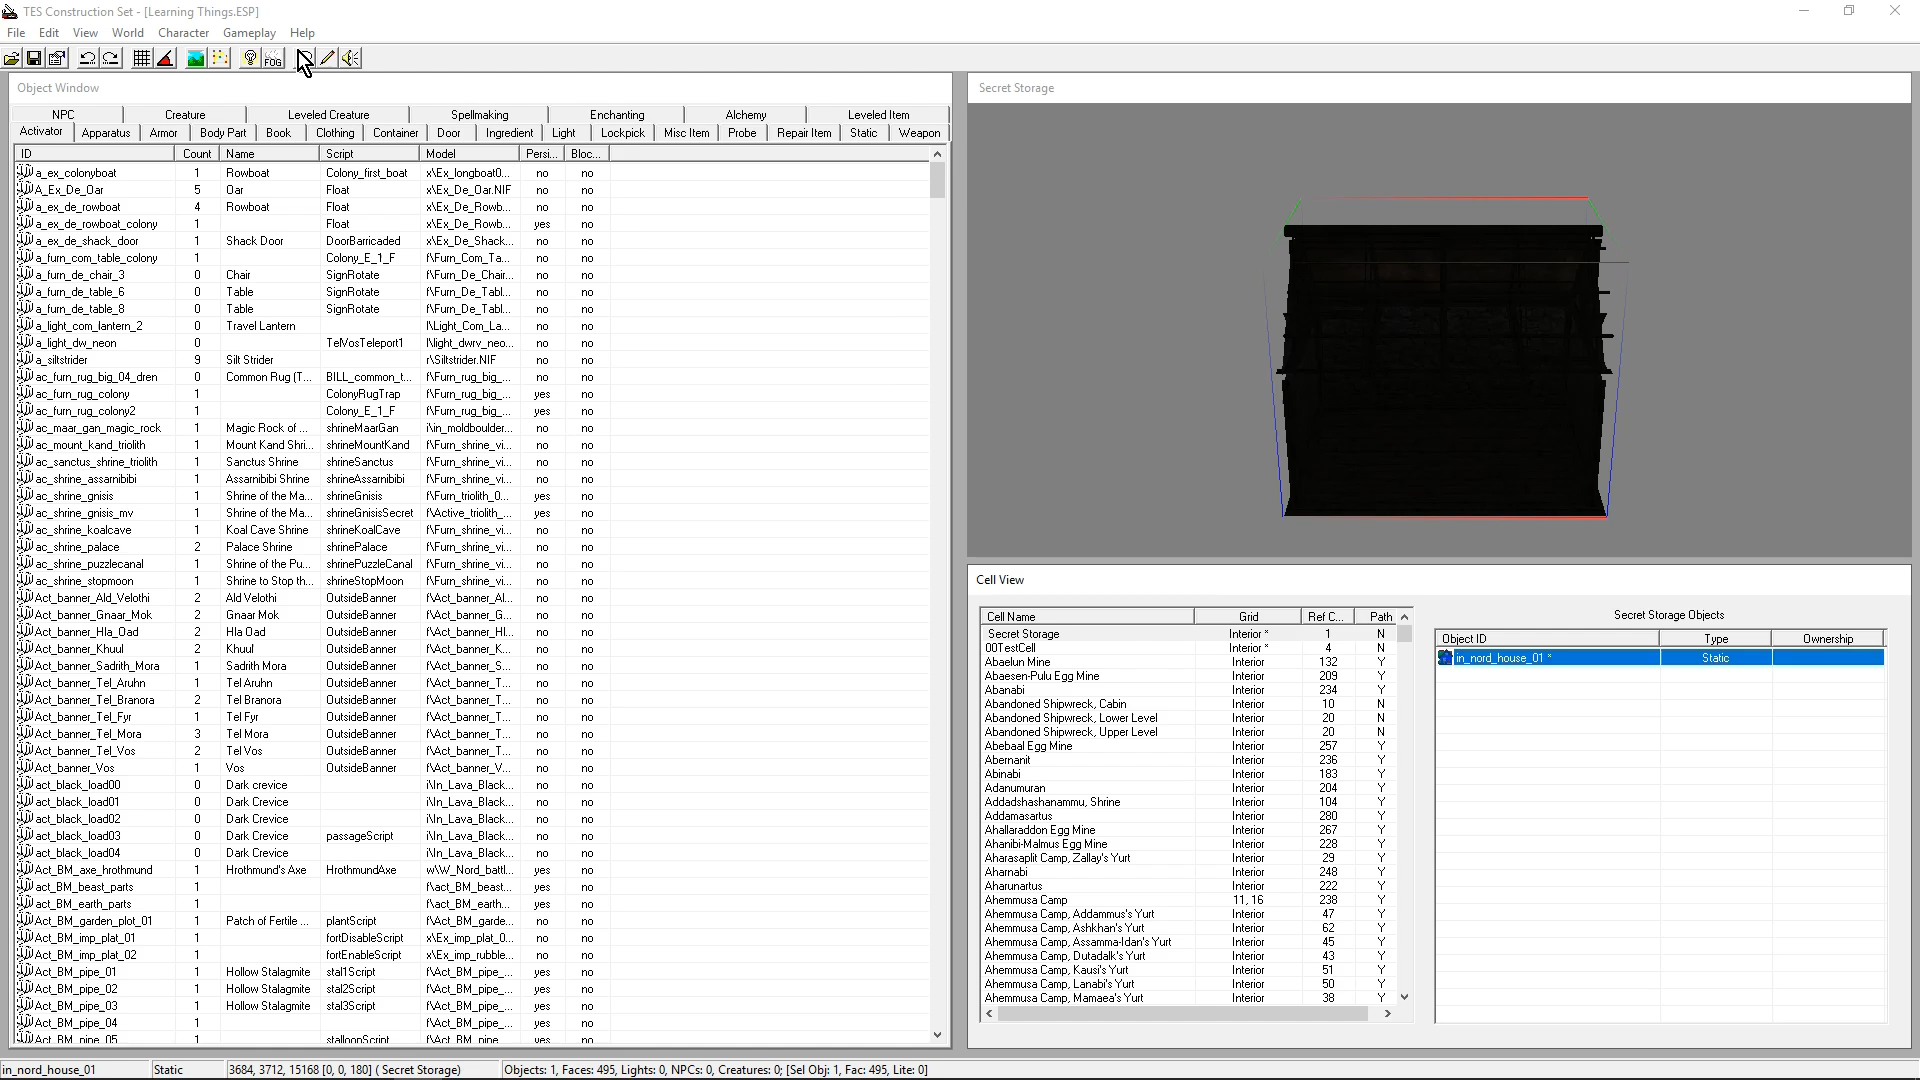 TES Construction Set - [Learning Things.ESP]
File Edit View World Character Gameplay Help
FOG
Object Window
NPC Creature Leveled Creature Spellmaking Enchanting Alchemy Leveled Item
Activator Apparatus Armor Body Part Book Clothing Container Door Ingredient Light Lockpick Misc Item Probe Repair Item Static Weapon
ID Count Name Script Model Persi... Bloc...
a_ex_colonyboat 1 Rowboat Colony_first_boat x\Ex_longboat0... no no
A_Ex_De_Oar 5 Oar Float x\Ex_De_Oar.NIF no no
a_ex_de_rowboat 4 Rowboat Float x\Ex_De_Rowb... no no
a_ex_de_rowboat_colony 1 Float x\Ex_De_Rowb... yes no
a_ex_de_shack_door 1 Shack Door DoorBarricaded x\Ex_De_Shack... no no
a_furn_com_table_colony 1 Colony_E_1_F f\Furn_Com_Ta... no no
a_furn_de_chair_3 0 Chair SignRotate f\Furn_De_Chair... no no
a_furn_de_table_6 0 Table SignRotate f\Furn_De_Tabl... no no
a_furn_de_table_8 0 Table SignRotate f\Furn_De_Tabl... no no
a_light_com_lantern_2 0 Travel Lantern l\Light_Com_La... no no
a_light_dw_neon 0 TelVosTeleport1 l\light_dwrv_neo... no no
a_siltstrider 9 Silt Strider r\Siltstrider.NIF no no
ac_furn_rug_big_04_dren 0 Common Rug (T... BILL_common_t... f\Furn_rug_big_... no no
ac_furn_rug_colony 1 ColonyRugTrap f\Furn_rug_big_... yes no
ac_furn_rug_colony2 1 Colony_E_1_F f\Furn_rug_big_... yes no
ac_maar_gan_magic_rock 1 Magic Rock of ... shrineMaarGan i\in_moldboulder... no no
ac_mount_kand_triolith 1 Mount Kand Shri... shrineMountKand f\Furn_shrine_vi... no no
ac_sanctus_shrine_triolith 1 Sanctus Shrine shrineSanctus f\Furn_shrine_vi... no no
ac_shrine_assarnibibi 1 Assarnibibi Shrine shrineAssarnibibi f\Furn_shrine_vi... no no
ac_shrine_gnisis 1 Shrine of the Ma... shrineGnisis f\Furn_triolith_0... yes no
ac_shrine_gnisis_mv 1 Shrine of the Ma... shrineGnisisSecret f\Active_triolith_... yes no
ac_shrine_koalcave 1 Koal Cave Shrine shrineKoalCave f\Furn_shrine_vi... no no
ac_shrine_palace 2 Palace Shrine shrinePalace f\Furn_shrine_vi... no no
ac_shrine_puzzlecanal 1 Shrine of the Pu... shrinePuzzleCanal f\Furn_shrine_vi... no no
ac_shrine_stopmoon 1 Shrine to Stop th... shrineStopMoon f\Furn_shrine_vi... no no
Act_banner_Ald_Velothi 2 Ald Velothi OutsideBanner f\Act_banner_Al... no no
Act_banner_Gnaar_Mok 2 Gnaar Mok OutsideBanner f\Act_banner_G... no no
Act_banner_Hla_Oad 2 Hla Oad OutsideBanner f\Act_banner_Hl... no no
Act_banner_Khuul 2 Khuul OutsideBanner f\Act_banner_K... no no
Act_banner_Sadrith_Mora 1 Sadrith Mora OutsideBanner f\Act_banner_S... no no
Act_banner_Tel_Aruhn 1 Tel Aruhn OutsideBanner f\Act_banner_T... no no
Act_banner_Tel_Branora 2 Tel Branora OutsideBanner f\Act_banner_T... no no
Act_banner_Tel_Fyr 1 Tel Fyr OutsideBanner f\Act_banner_T... no no
Act_banner_Tel_Mora 3 Tel Mora OutsideBanner f\Act_banner_T... no no
Act_banner_Tel_Vos 2 Tel Vos OutsideBanner f\Act_banner_T... no no
Act_banner_Vos 1 Vos OutsideBanner f\Act_banner_V... no no
act_black_load00 0 Dark crevice i\In_Lava_Black... no no
act_black_load01 0 Dark Crevice i\In_Lava_Black... no no
act_black_load02 0 Dark Crevice i\In_Lava_Black... no no
act_black_load03 0 Dark Crevice passageScript i\In_Lava_Black... no no
act_black_load04 0 Dark Crevice i\In_Lava_Black... no no
Act_BM_axe_hrothmund 1 Hrothmund's Axe HrothmundAxe w\W_Nord_battl... yes no
act_BM_beast_parts 1 f\act_BM_beast... yes no
act_BM_earth_parts 1 f\act_BM_earth... yes no
Act_BM_garden_plot_01 1 Patch of Fertile ... plantScript f\Act_BM_garde... no no
Act_BM_imp_plat_01 1 fortDisableScript x\Ex_imp_plat_0... no no
Act_BM_imp_plat_02 1 fortEnableScript x\Ex_imp_rubble... no no
Act_BM_pipe_01 1 Hollow Stalagmite stal1Script f\Act_BM_pipe_... yes no
Act_BM_pipe_02 1 Hollow Stalagmite stal2Script f\Act_BM_pipe_... yes no
Act_BM_pipe_03 1 Hollow Stalagmite stal3Script f\Act_BM_pipe_... yes no
Act_BM_pipe_04 1 f\Act_BM_pipe_... yes no
Act_BM_pipe_05 1 stalloopScript f\Act_BM_pipe yes no
Secret Storage
Cell View
Cell Name Grid Ref C... Path
Secret Storage Interior * 1 N
00TestCell Interior * 4 N
Abaelun Mine Interior 132 Y
Abaesen-Pulu Egg Mine Interior 209 Y
Abanabi Interior 234 Y
Abandoned Shipwreck, Cabin Interior 10 N
Abandoned Shipwreck, Lower Level Interior 20 N
Abandoned Shipwreck, Upper Level Interior 20 N
Abebaal Egg Mine Interior 257 Y
Abernanit Interior 236 Y
Abinabi Interior 183 Y
Adanumuran Interior 204 Y
Addadshashanammu, Shrine Interior 104 Y
Addamasartus Interior 280 Y
Ahallaraddon Egg Mine Interior 267 Y
Ahanibi-Malmus Egg Mine Interior 228 Y
Aharasaplit Camp, Zallay's Yurt Interior 29 Y
Aharnabi Interior 248 Y
Aharunartus Interior 222 Y
Ahemmusa Camp 11, 16 238 Y
Ahemmusa Camp, Addammus's Yurt Interior 47 Y
Ahemmusa Camp, Ashkhan's Yurt Interior 62 Y
Ahemmusa Camp, Assamma-Idan's Yurt Interior 45 Y
Ahemmusa Camp, Dutadalk's Yurt Interior 43 Y
Ahemmusa Camp, Kausi's Yurt Interior 51 Y
Ahemmusa Camp, Lanabi's Yurt Interior 50 Y
Ahemmusa Camp, Mamaea's Yurt Interior 38 Y
Secret Storage Objects
Object ID Type Ownership
in_nord_house_01 * Static
in_nord_house_01 Static 3684, 3712, 15168 [0, 0, 180] ( Secret Storage) Objects: 1, Faces: 495, Lights: 0, NPCs: 0, Creatures: 0; [Sel Obj: 1, Fac: 495, Lite: 0]